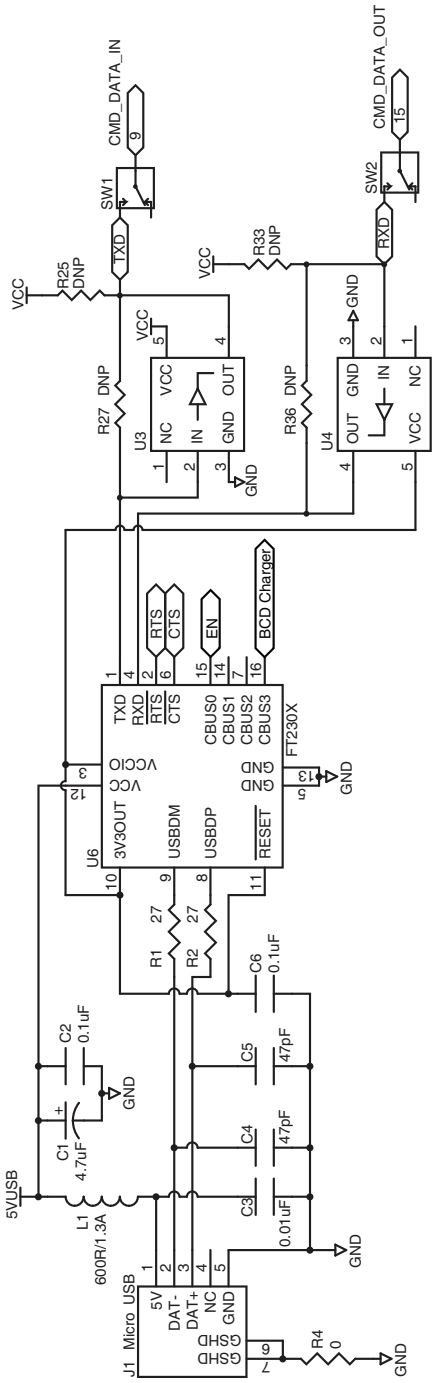 5VUSB
L1
600R/1.3A
C1
4.7uF
+
C2
0.1uF
GND
J1 Micro USB
5V
1
DAT-
2
DAT+
3
NC
4
GND
5
GSHD
6
GSHD
7
R4
0
GND
C3
0.01uF
C4
47pF
C5
47pF
C6
0.1uF
GND
R1
27
R2
27
U6
10
3V3OUT
9
USBDM
8
USBDP
11
RESET
12
VCC
3
VCCIO
TXD
1
RXD
4
RTS
2
CTS
6
CBUS0
15
CBUS1
14
CBUS2
7
CBUS3
16
GND
5
GND
13
FT230X
GND
RTS
CTS
EN
BCD Charger
R27 DNP
VCC
R25
DNP
U3
NC
1
IN
2
GND
3
GND
VCC
5
VCC
OUT
4
TXD
SW1
CMD_DATA_IN
9
VCC
R33
DNP
R36 DNP
U4
OUT
4
VCC
5
GND
3
GND
IN
2
NC
1
RXD
SW2
CMD_DATA_OUT
15